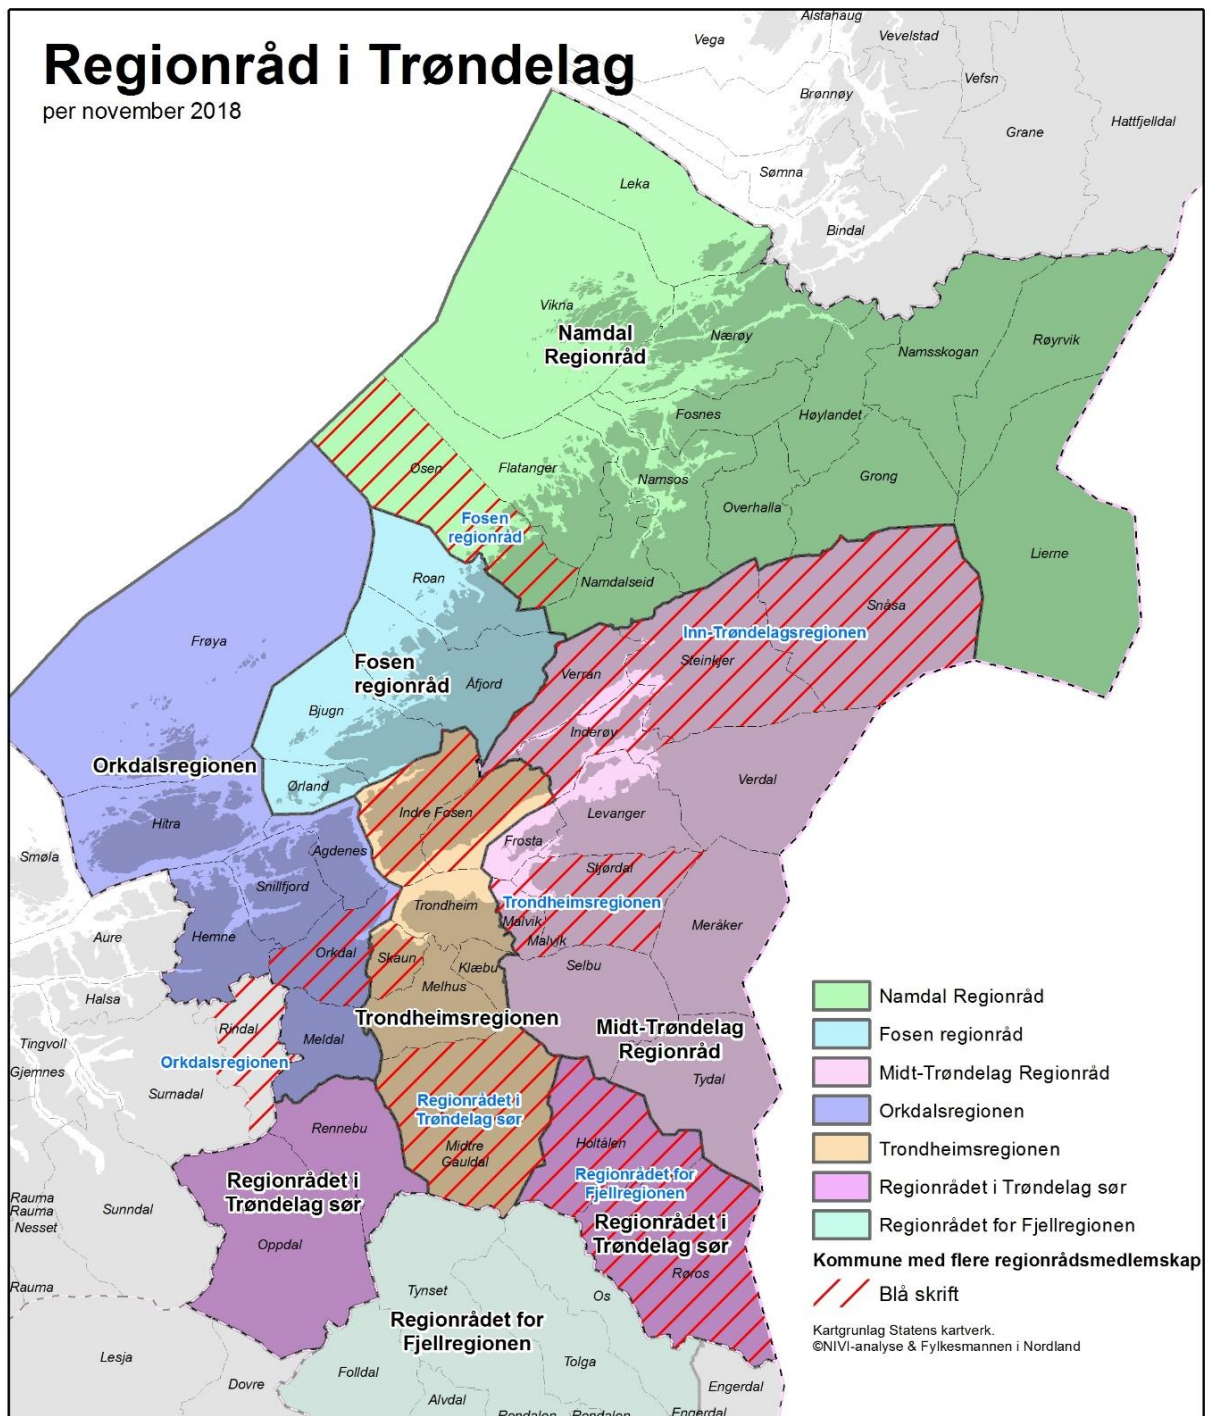 Regionråd i Trøndelag
per november 2018
Alstahaug
Vega
Vevelstad
Vefsn
Brønnøy
Hattfjelldal
Grane
Sømna
Leka
Bindal
Vikna
Namdal
Regionråd
Nærøy
Namsskogan
Røyrvik
Fosnes
Høylandet
Osen
Flatanger
Namsos
Grong
Overhalla
Fosen
regionråd
Lierne
Roan
Namdalseid
Snåsa
Inn-Trøndelagsregionen
Frøya
Steinkjer
Fosen
regionråd
Verran
Åfjord
Bjugn
Inderøy
Orkdalsregionen
Verdal
Ørland
Indre Fosen
Levanger
Hitra
Frosta
Agdenes
Smøla
Stjørdal
Snillfjord
Trondheimsregionen
Trondheim
Malvik
Meråker
Aure
Hemne
Malvik
Orkdal
Skaun
Klæbu
Selbu
Melhus
Halsa
Trondheimsregionen
Midt-Trøndelag
Regionråd
Rindal
Meldal
Tingvoll
Orkdalsregionen
Gjemnes
Tydal
Surnadal
Regionrådet i
Trøndelag sør
Rennebu
Midtre
Gauldal
Holtålen
Regionrådet for
Fjellregionen
Regionrådet i
Trøndelag sør
Rauma
Rauma
Nesset
Sunndal
Regionrådet i
Trøndelag sør
Oppdal
Røros
Rauma
Tynset
Os
Regionrådet for
Fjellregionen
Lesja
Tolga
Folldal
Dovre
Engerdal
Alvdal
Rendalen
Rendalen
Engerdal
Namdal Regionråd
Fosen regionråd
Midt-Trøndelag Regionråd
Orkdalsregionen
Trondheimsregionen
Regionrådet i Trøndelag sør
Regionrådet for Fjellregionen
Kommune med flere regionrådsmedlemskap
Blå skrift
Kartgrunlag Statens kartverk.
©NIVI-analyse & Fylkesmannen i Nordland